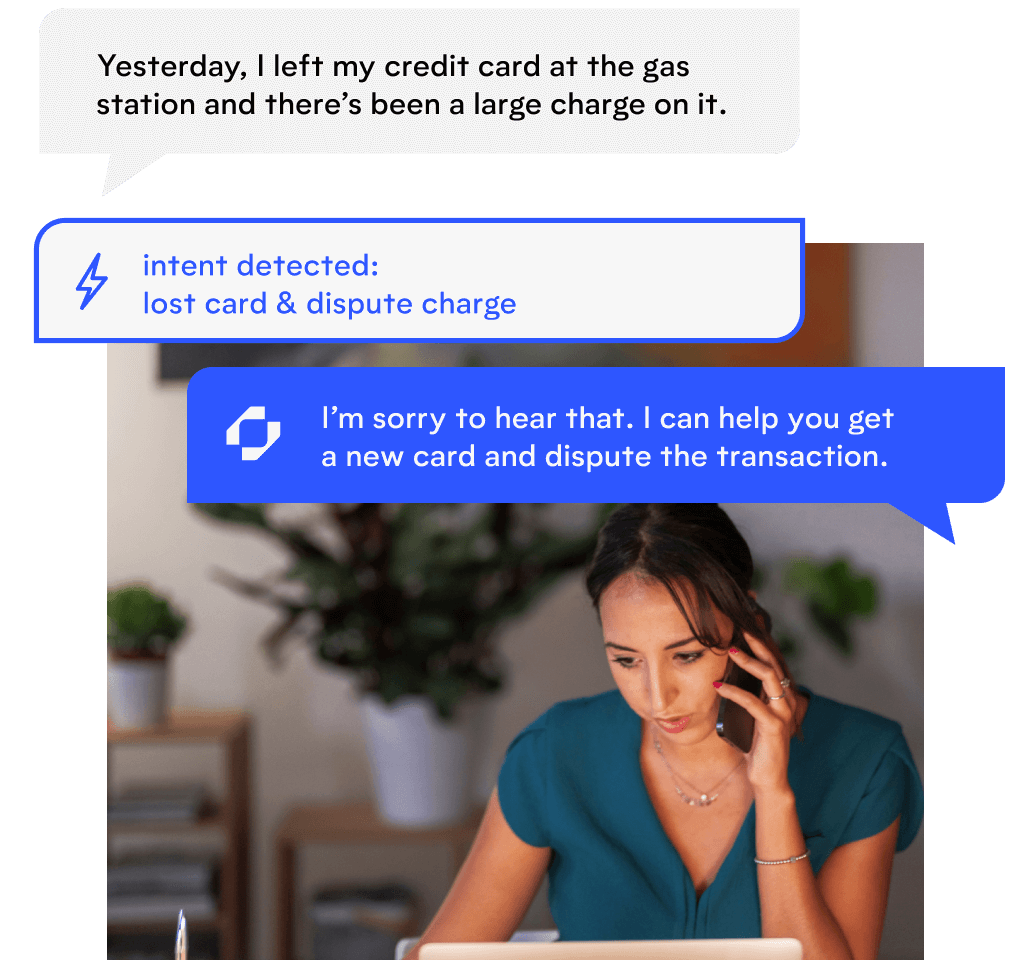 Yesterday, I left my credit card at the gas
station and there’s been a large charge on it.
intent detected:
lost card & dispute charge
I’m sorry to hear that. I can help you get
a new card and dispute the transaction.